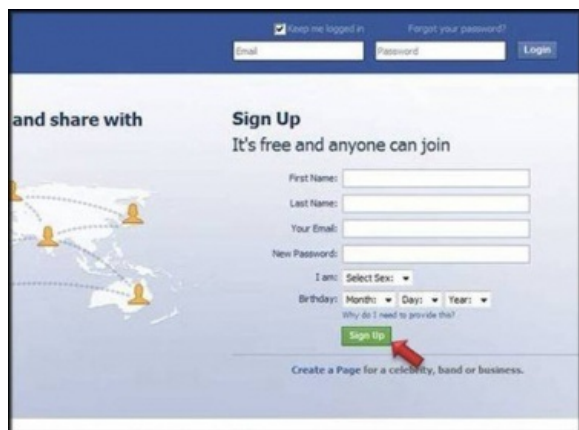 Keep me logged in Forgot your password?
Email Password Login
and share with
Sign Up
It's free and anyone can join
First Name:
Last Name:
Your Email:
New Password:
I am: Select Sex:
Birthday: Month: Day: Year:
Why do I need to provide this?
Sign Up
Create a Page for a celebrity, band or business.